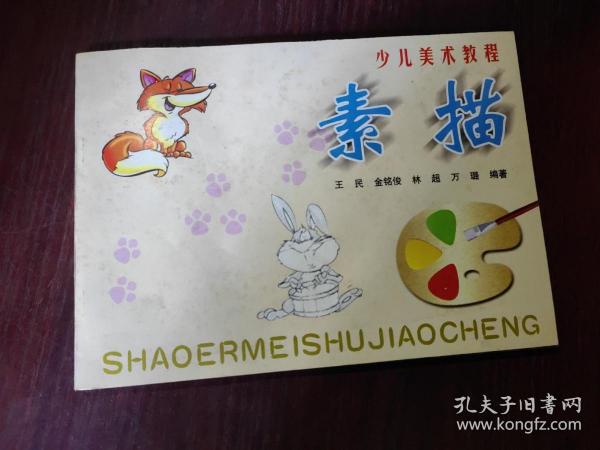 少儿美术教程
素描
王民 金铭俊 林超 万璐 编著
SHAOERMEISHUJIAOCHENG
孔夫子旧书网
www.kongfz.com